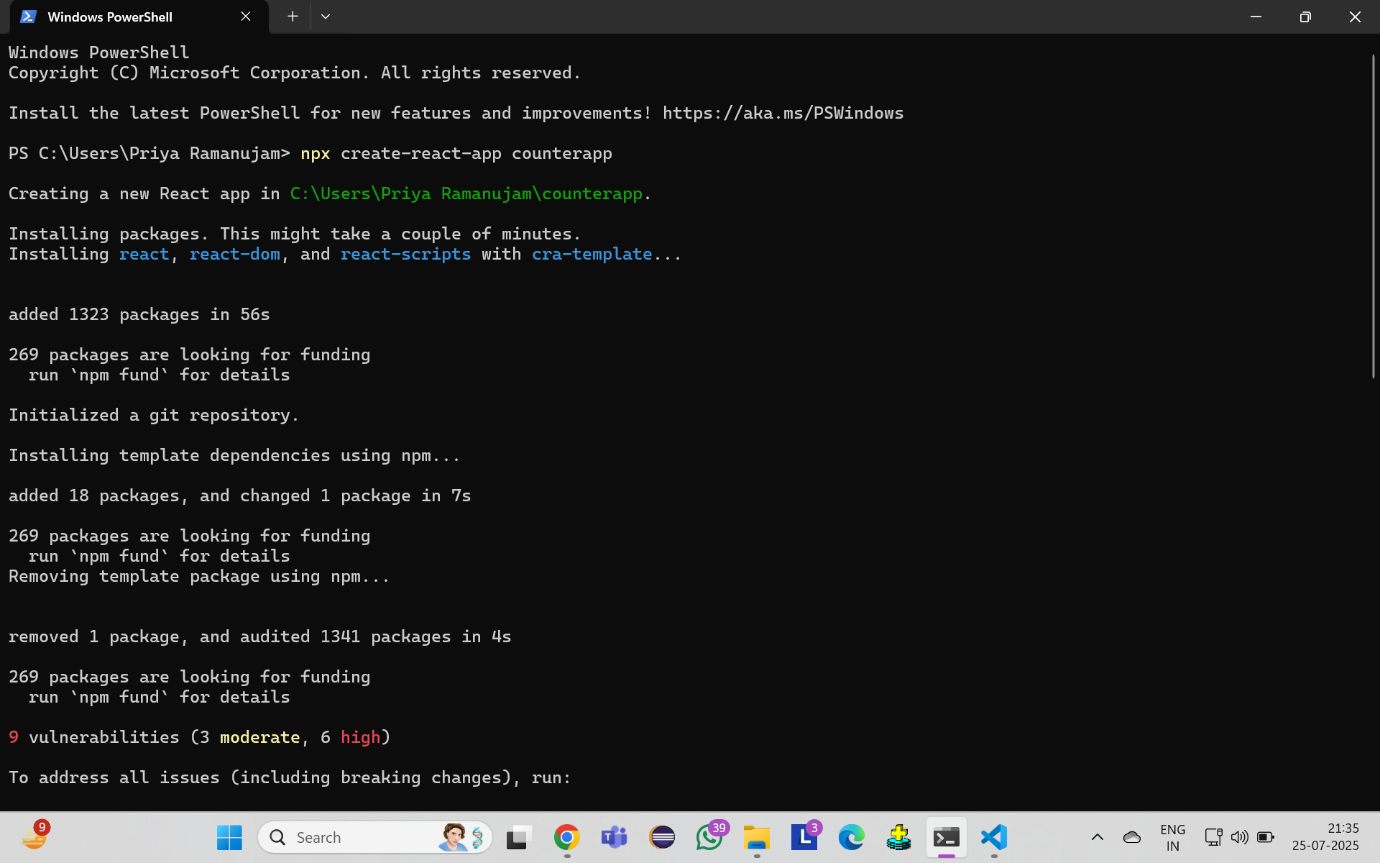 Windows PowerShell
Windows PowerShell
Copyright (C) Microsoft Corporation. All rights reserved.
Install the latest PowerShell for new features and improvements! https://aka.ms/PSWindows
PS C:\Users\Priya Ramanujam> npx create-react-app counterapp
Creating a new React app in C:\Users\Priya Ramanujam\counterapp.
Installing packages. This might take a couple of minutes.
Installing react, react-dom, and react-scripts with cra-template...
added 1323 packages in 56s
269 packages are looking for funding
  run `npm fund` for details
Initialized a git repository.
Installing template dependencies using npm...
added 18 packages, and changed 1 package in 7s
269 packages are looking for funding
  run `npm fund` for details
Removing template package using npm...
removed 1 package, and audited 1341 packages in 4s
269 packages are looking for funding
  run `npm fund` for details
9 vulnerabilities (3 moderate, 6 high)
To address all issues (including breaking changes), run:
9
Search
39
L
3
ENG
IN
21:35
25-07-2025